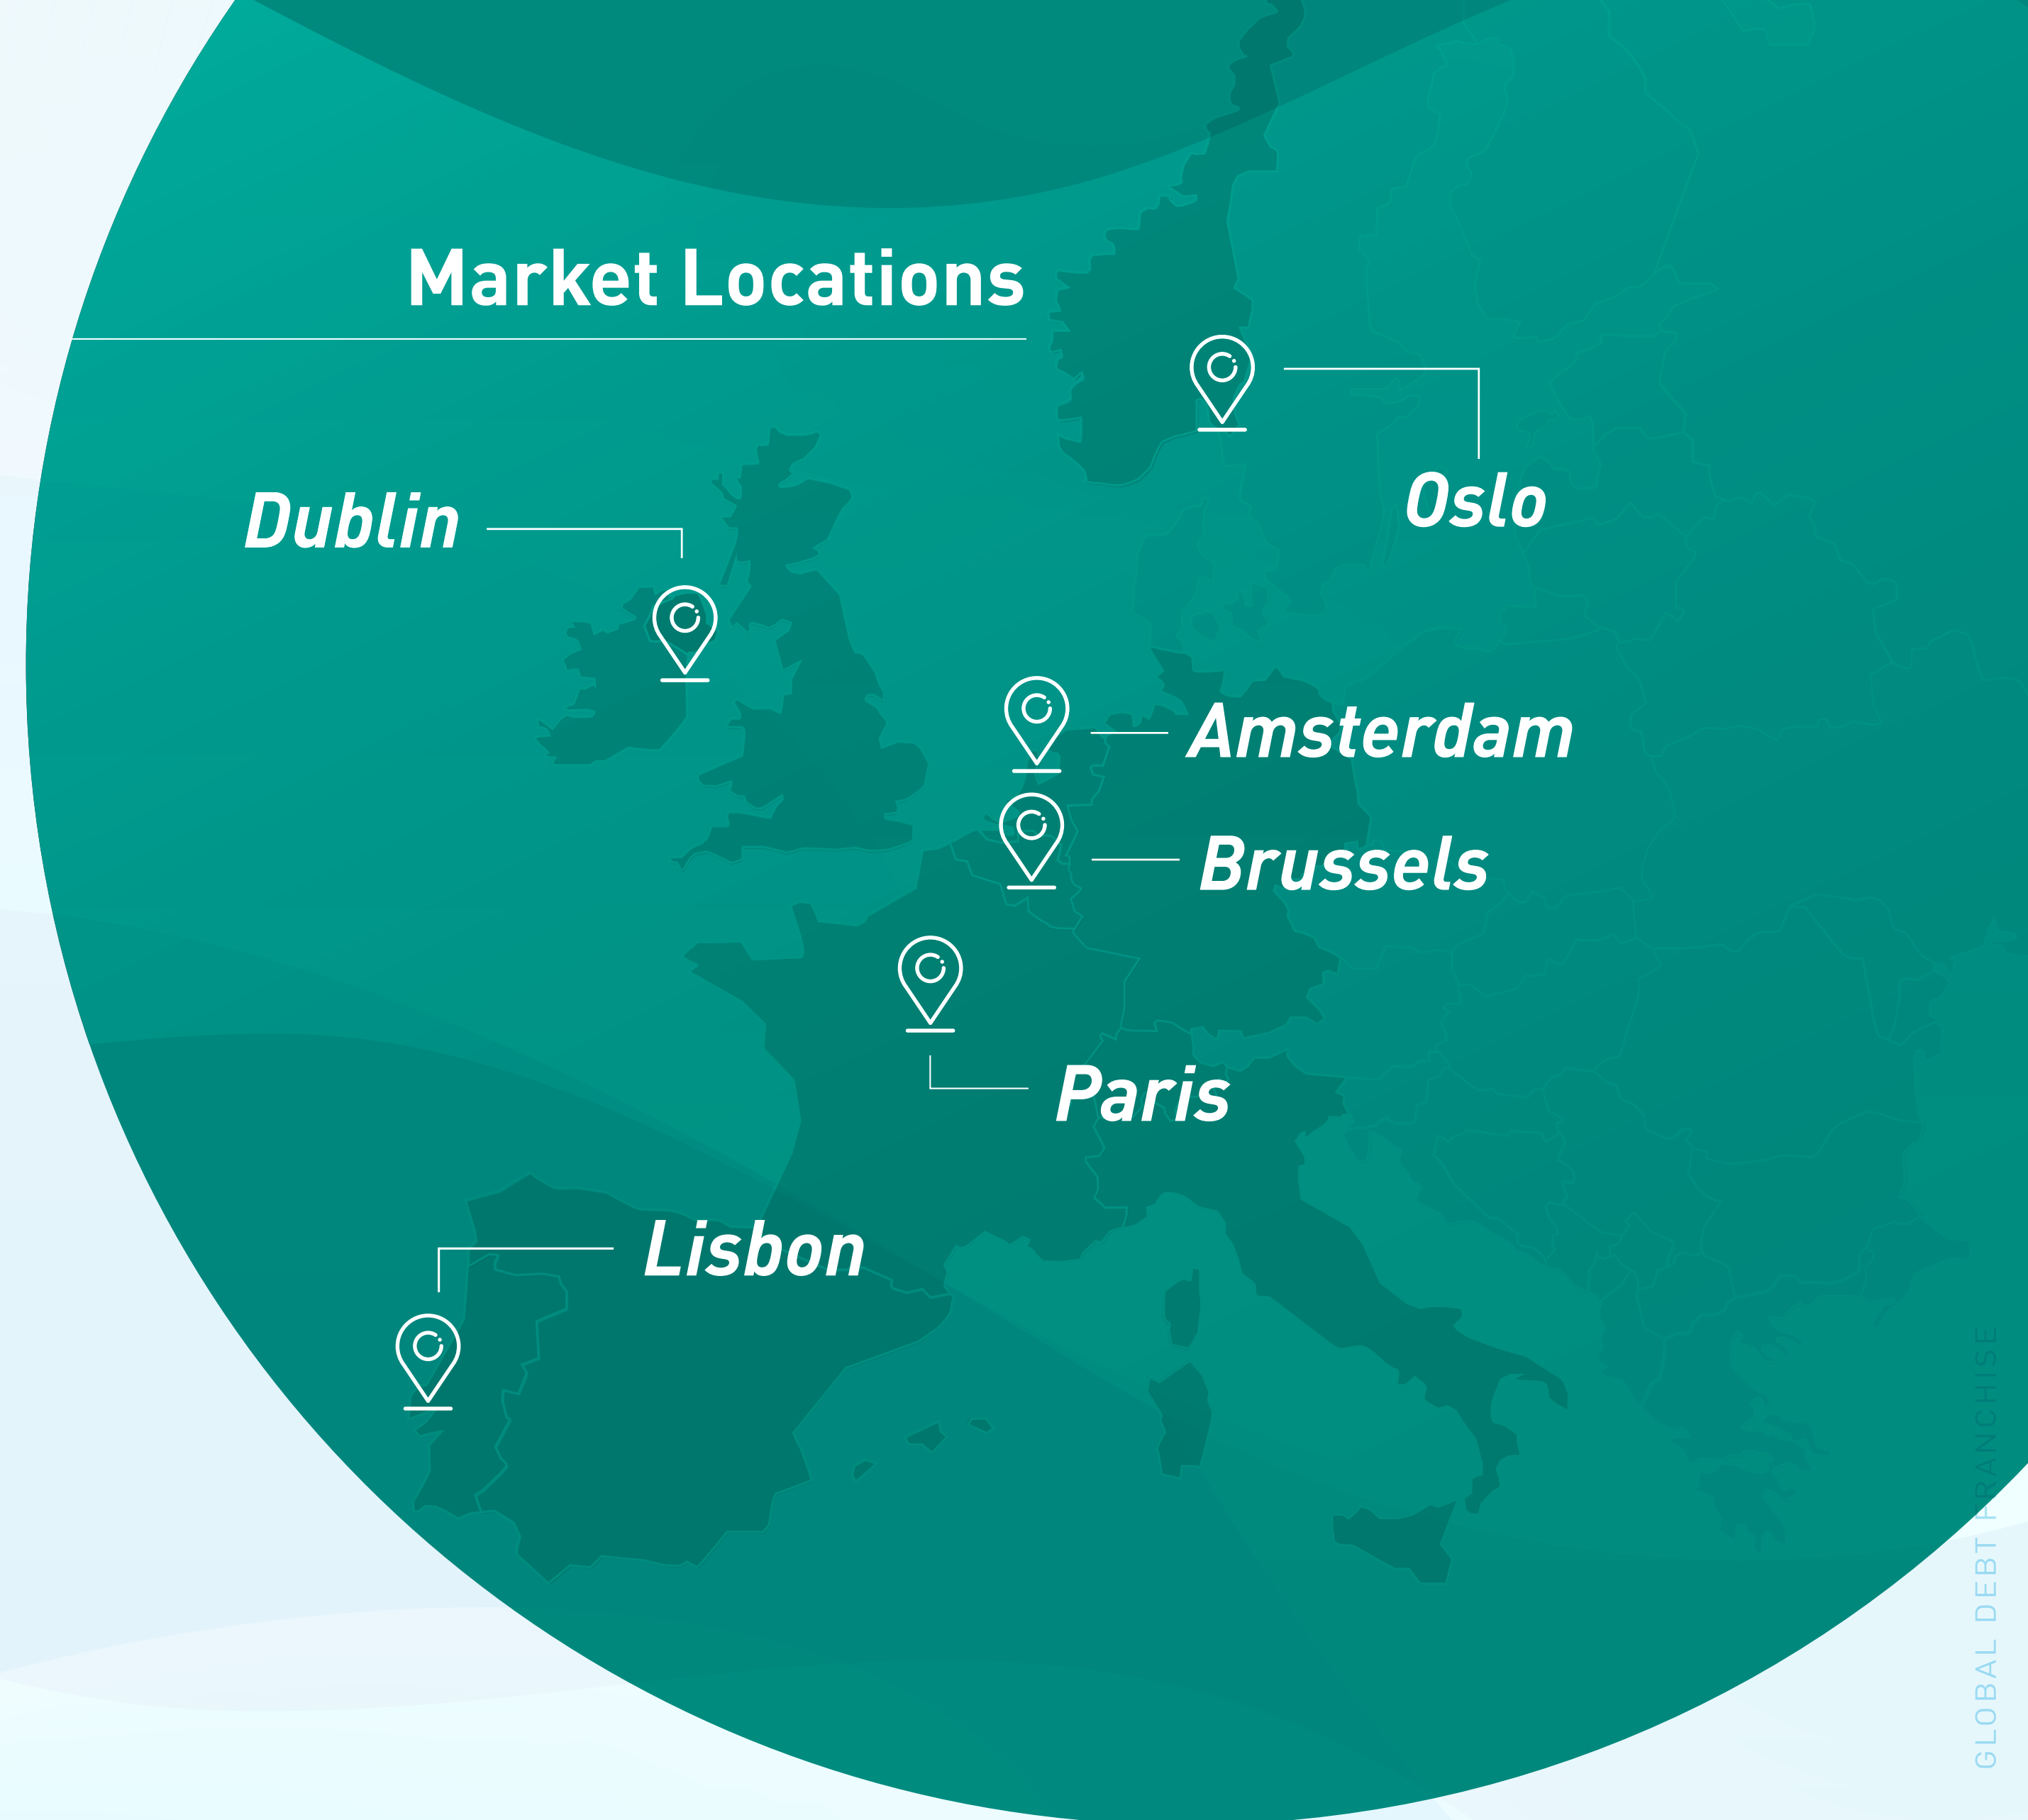 Market Locations
Oslo
Dublin
Amsterdam
Brussels
Paris
Lisbon
GLOBAL DEBT FRANCHISE